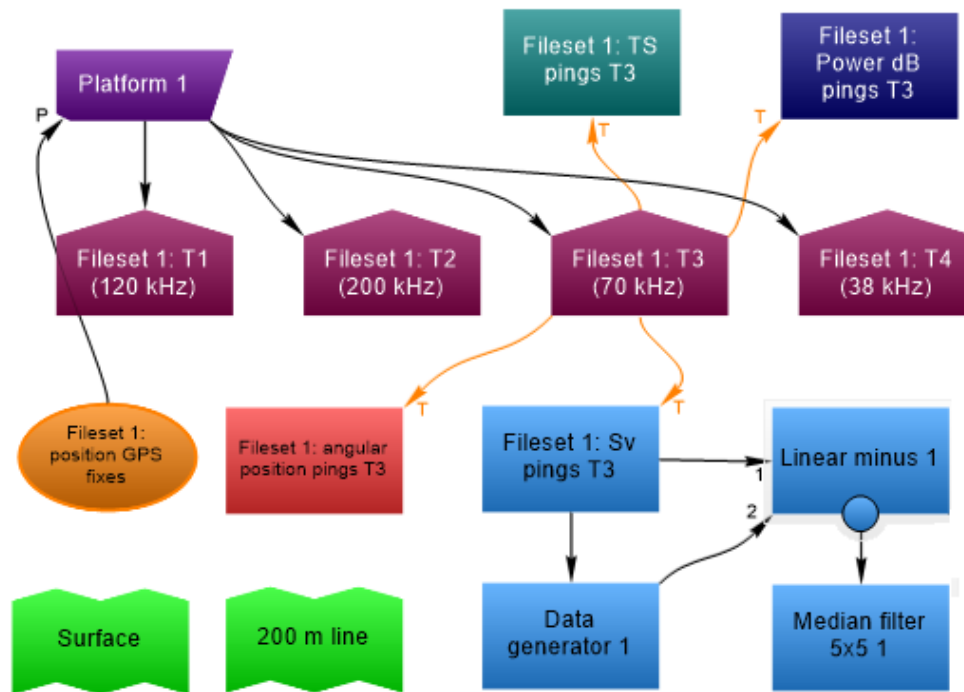 Platform 1
P
Fileset 1: TS
pings T3
T
Fileset 1:
Power dB
pings T3
T
Fileset 1: T1
(120 kHz)
Fileset 1: T2
(200 kHz)
Fileset 1: T3
(70 kHz)
Fileset 1: T4
(38 kHz)
Fileset 1:
position GPS
fixes
Fileset 1: angular
position pings T3
T
Fileset 1: Sv
pings T3
T
Linear minus 1
1
2
Surface
200 m line
Data
generator 1
Median filter
5x5 1